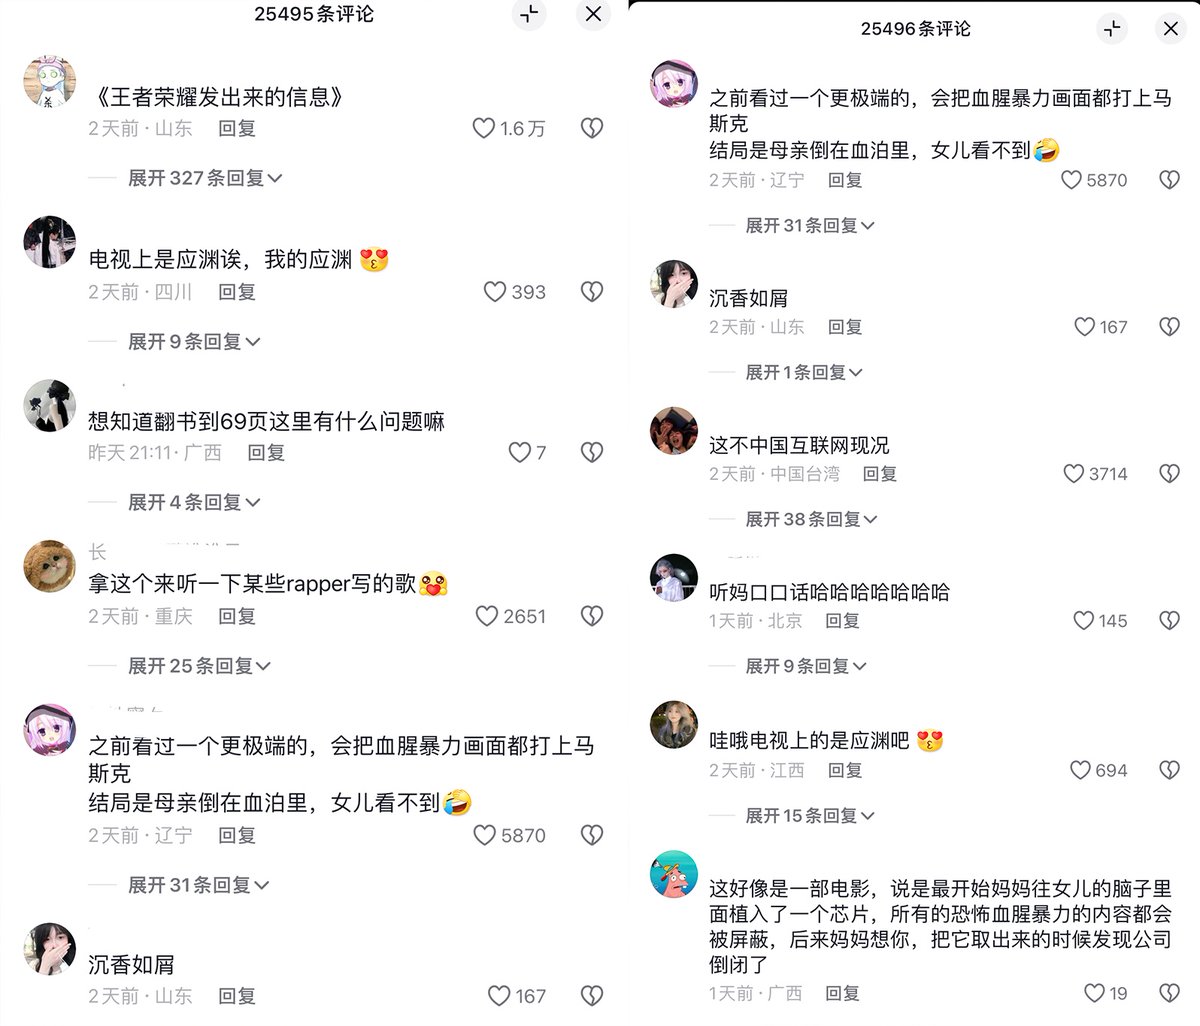 25495条评论
《王者荣耀发出来的信息》
2天前·山东 回复 1.6万
展开327条回复
电视上是应渊诶，我的应渊
2天前·四川 回复 393
展开9条回复
想知道翻书到69页这里有什么问题嘛
昨天21:11·广西 回复 7
展开4条回复
长
拿这个来听一下某些rapper写的歌
2天前·重庆 回复 2651
展开25条回复
之前看过一个更极端的，会把血腥暴力画面都打上马
斯克
结局是母亲倒在血泊里，女儿看不到
2天前·辽宁 回复 5870
展开31条回复
沉香如屑
2天前·山东 回复 167
25496条评论
之前看过一个更极端的，会把血腥暴力画面都打上马
斯克
结局是母亲倒在血泊里，女儿看不到
2天前·辽宁 回复 5870
展开31条回复
沉香如屑
2天前·山东 回复 167
展开1条回复
这不中国互联网现况
2天前·中国台湾 回复 3714
展开38条回复
听妈口口话哈哈哈哈哈哈哈
1天前·北京 回复 145
展开9条回复
哇哦电视上的是应渊吧
2天前·江西 回复 694
展开15条回复
这好像是一部电影，说是最开始妈妈往女儿的脑子里
面植入了一个芯片，所有的恐怖血腥暴力的内容都会
被屏蔽，后来妈妈想你，把它取出来的时候发现公司
倒闭了
1天前·广西 回复 19